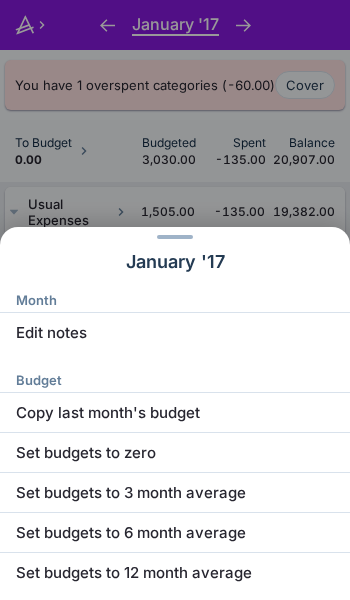 January '17
You have 1 overspent categories (-60.00) Cover
To Budget Budgeted Spent Balance
0.00 3,030.00 -135.00 20,907.00
Usual Expenses 1,505.00 -135.00 19,382.00
January '17
Month
Edit notes
Budget
Copy last month's budget
Set budgets to zero
Set budgets to 3 month average
Set budgets to 6 month average
Set budgets to 12 month average